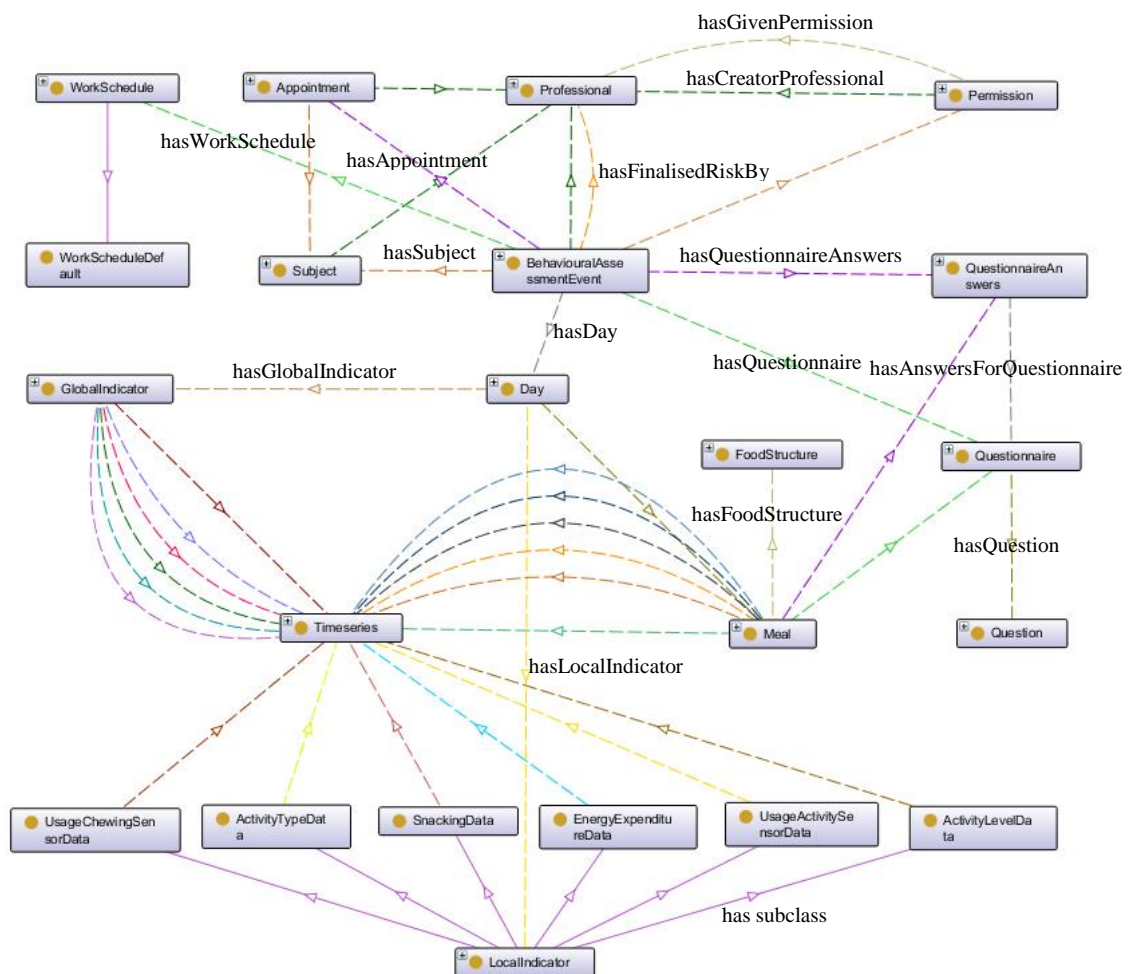 hasGivenPermission
WorkSchedule
Appointment
Professional
hasCreatorProfessional
Permission
hasWorkSchedule
hasAppointment
hasFinalisedRiskBy
WorkScheduleDef
ault
Subject
hasSubject
BehaviouralAsse
ssmentEvent
hasQuestionnaireAnswers
QuestionnaireAn
swers
hasDay
hasQuestionnaire
hasAnswersForQuestionnaire
GlobalIndicator
hasGlobalIndicator
Day
FoodStructure
Questionnaire
hasFoodStructure
hasQuestion
Timeseries
Meal
Question
hasLocalIndicator
UsageChewingSen
sorData
ActivityTypeDat
a
SnackingData
EnergyExpenditu
reData
UsageActivitySe
nsorData
ActivityLevelDa
ta
has subclass
LocalIndicator